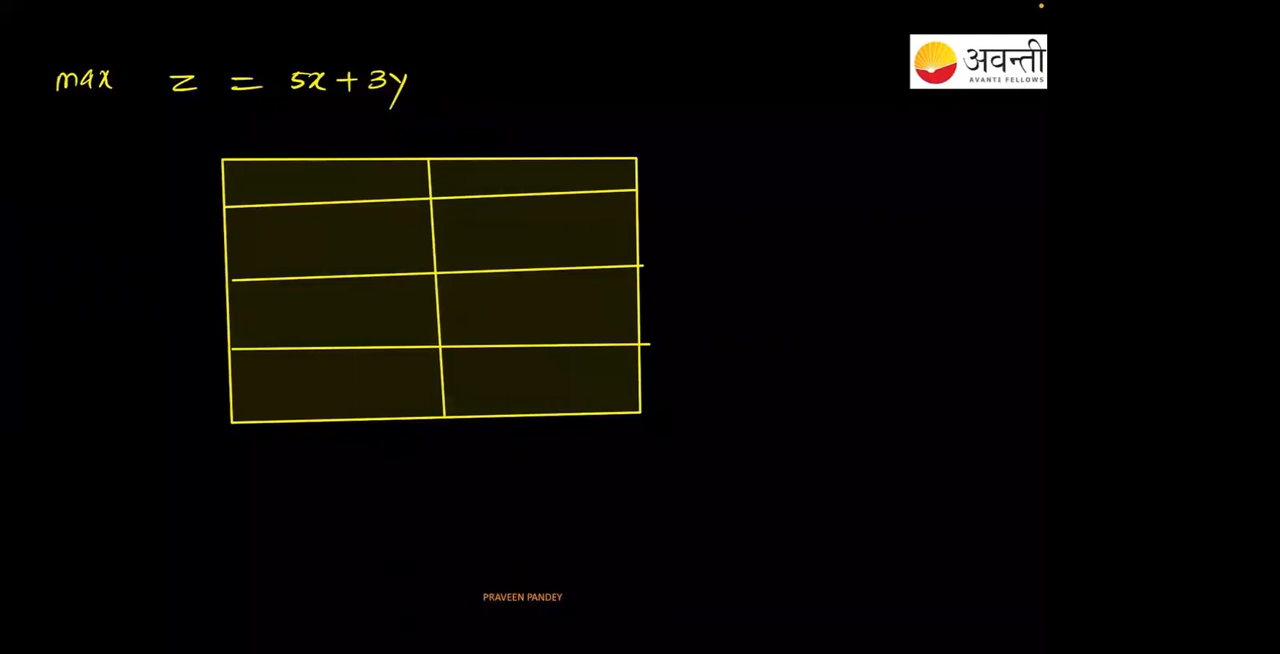 max z = 5x + 3y
अवन्ती
AVANTI FELLOWS
PRAVEEN PANDEY